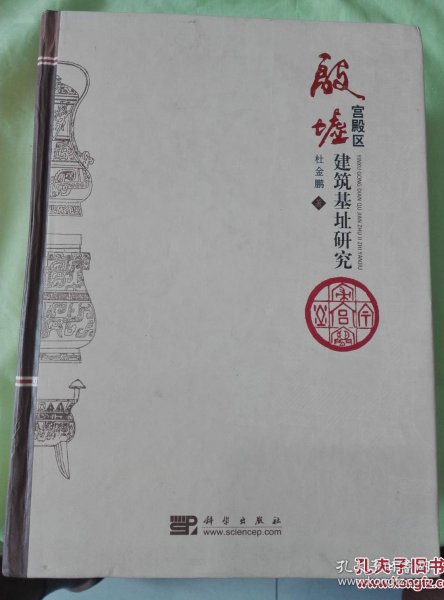 殷墟
宫殿区
建筑基址研究
YINXU GONG DIAN QU JIAN ZHU JI ZHI YANJIU
杜金鹏 著
科学出版社
www.sciencep.com
孔夫子旧书